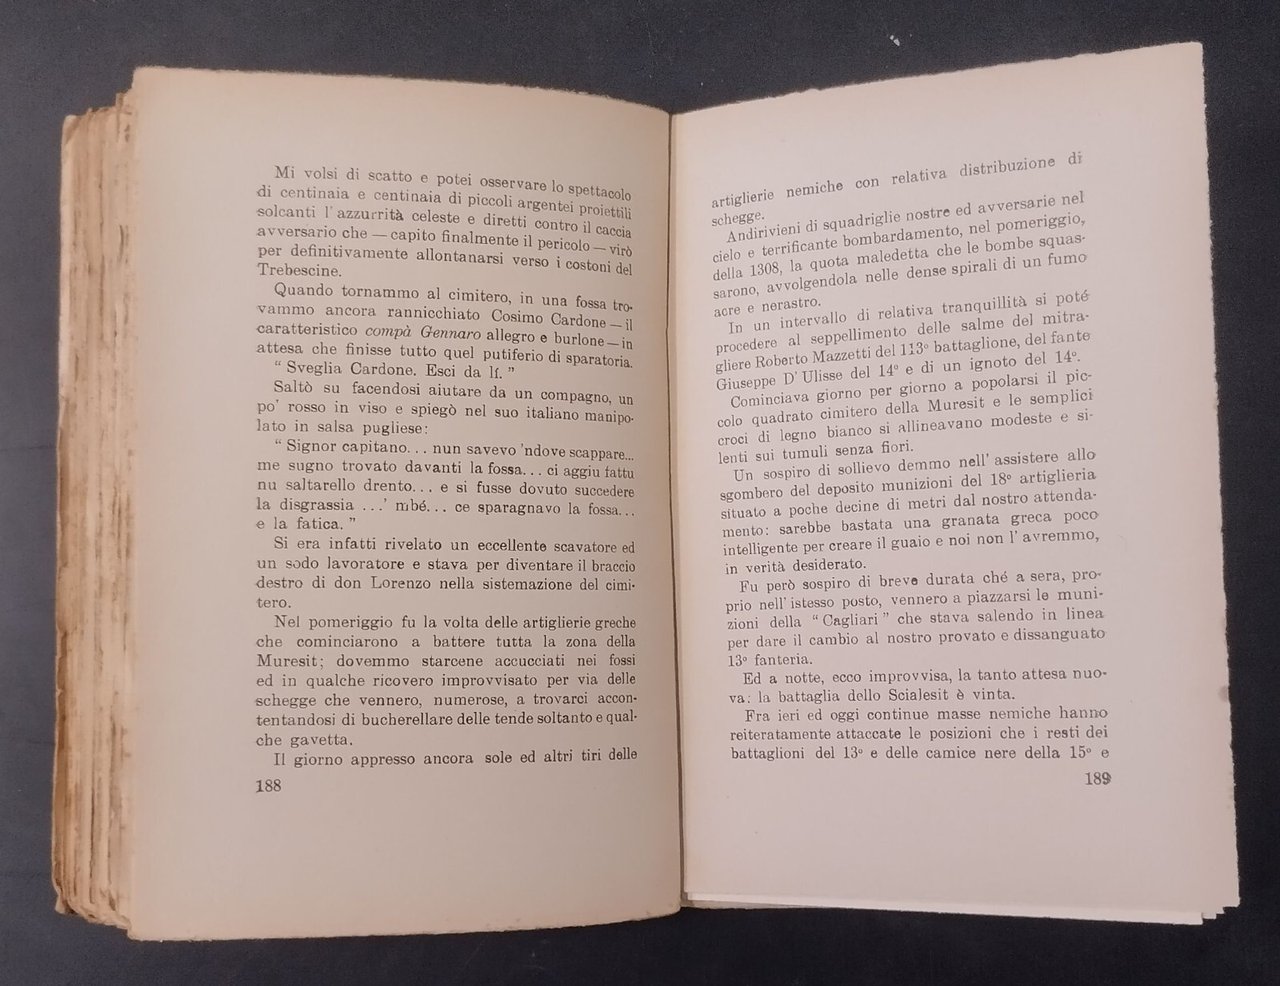 Mi volsi di scatto e potei osservare lo spettacolo
di centinaia e centinaia di piccoli argentei proiettili
solcanti l' azzurrità celeste e diretti contro il caccia
avversario che — capito finalmente il pericolo — virò
per definitivamente allontanarsi verso i costoni del
Trebescine.
Quando tornammo al cimitero, in una fossa tro-
vammo ancora rannicchiato Cosimo Cardone — il
caratteristico compà Gennaro allegro e burlone — in
attesa che finisse tutto quel putiferio di sparatoria.
“ Sveglia Cardone. Esci da lí. ”
Saltò su facendosi aiutare da un compagno, un
po' rosso in viso e spiegò nel suo italiano manipo-
lato in salsa pugliese:
“ Signor capitano... nun savevo 'ndove scappare...
me sugno trovato davanti la fossa... ci aggiu fattu
nu saltarello drento... e si fusse dovuto succedere
la disgrassia ...' mbé... ce sparagnavo la fossa...
e la fatica. ”
Si era infatti rivelato un eccellente scavatore ed
un sodo lavoratore e stava per diventare il braccio
destro di don Lorenzo nella sistemazione del cimi-
tero.
Nel pomeriggio fu la volta delle artiglierie greche
che cominciarono a battere tutta la zona della
Muresit; dovemmo starcene accucciati nei fossi
ed in qualche ricovero improvvisato per via delle
schegge che vennero, numerose, a trovarci accon-
tentandosi di bucherellare delle tende soltanto e qual-
che gavetta.
Il giorno appresso ancora sole ed altri tiri delle
188
artiglierie nemiche con relativa distribuzione di
schegge.
Andirivieni di squadriglie nostre ed avversarie nel
cielo e terrificante bombardamento, nel pomeriggio,
della 1308, la quota maledetta che le bombe squas-
sarono, avvolgendola nelle dense spirali di un fumo
acre e nerastro.
In un intervallo di relativa tranquillità si poté
procedere al seppellimento delle salme del mitra-
gliere Roberto Mazzetti del 113º battaglione, del fante
Giuseppe D' Ulisse del 14º e di un ignoto del 14º.
Cominciava giorno per giorno a popolarsi il pic-
colo quadrato cimitero della Muresit e le semplici
croci di legno bianco si allineavano modeste e si-
lenti sui tumuli senza fiori.
Un sospiro di sollievo demmo nell' assistere allo
sgombero del deposito munizioni del 18º artiglieria
situato a poche decine di metri dal nostro attenda-
mento: sarebbe bastata una granata greca poco
intelligente per creare il guaio e noi non l' avremmo,
in verità desiderato.
Fu però sospiro di breve durata ché a sera, pro-
prio nell' istesso posto, vennero a piazzarsi le muni-
zioni della “ Cagliari ” che stava salendo in linea
per dare il cambio al nostro provato e dissanguato
13º fanteria.
Ed a notte, ecco improvvisa, la tanto attesa nuo-
va: la battaglia dello Scialesit è vinta.
Fra ieri ed oggi continue masse nemiche hanno
reiteratamente attaccate le posizioni che i resti dei
battaglioni del 13º e delle camice nere della 15º e
189